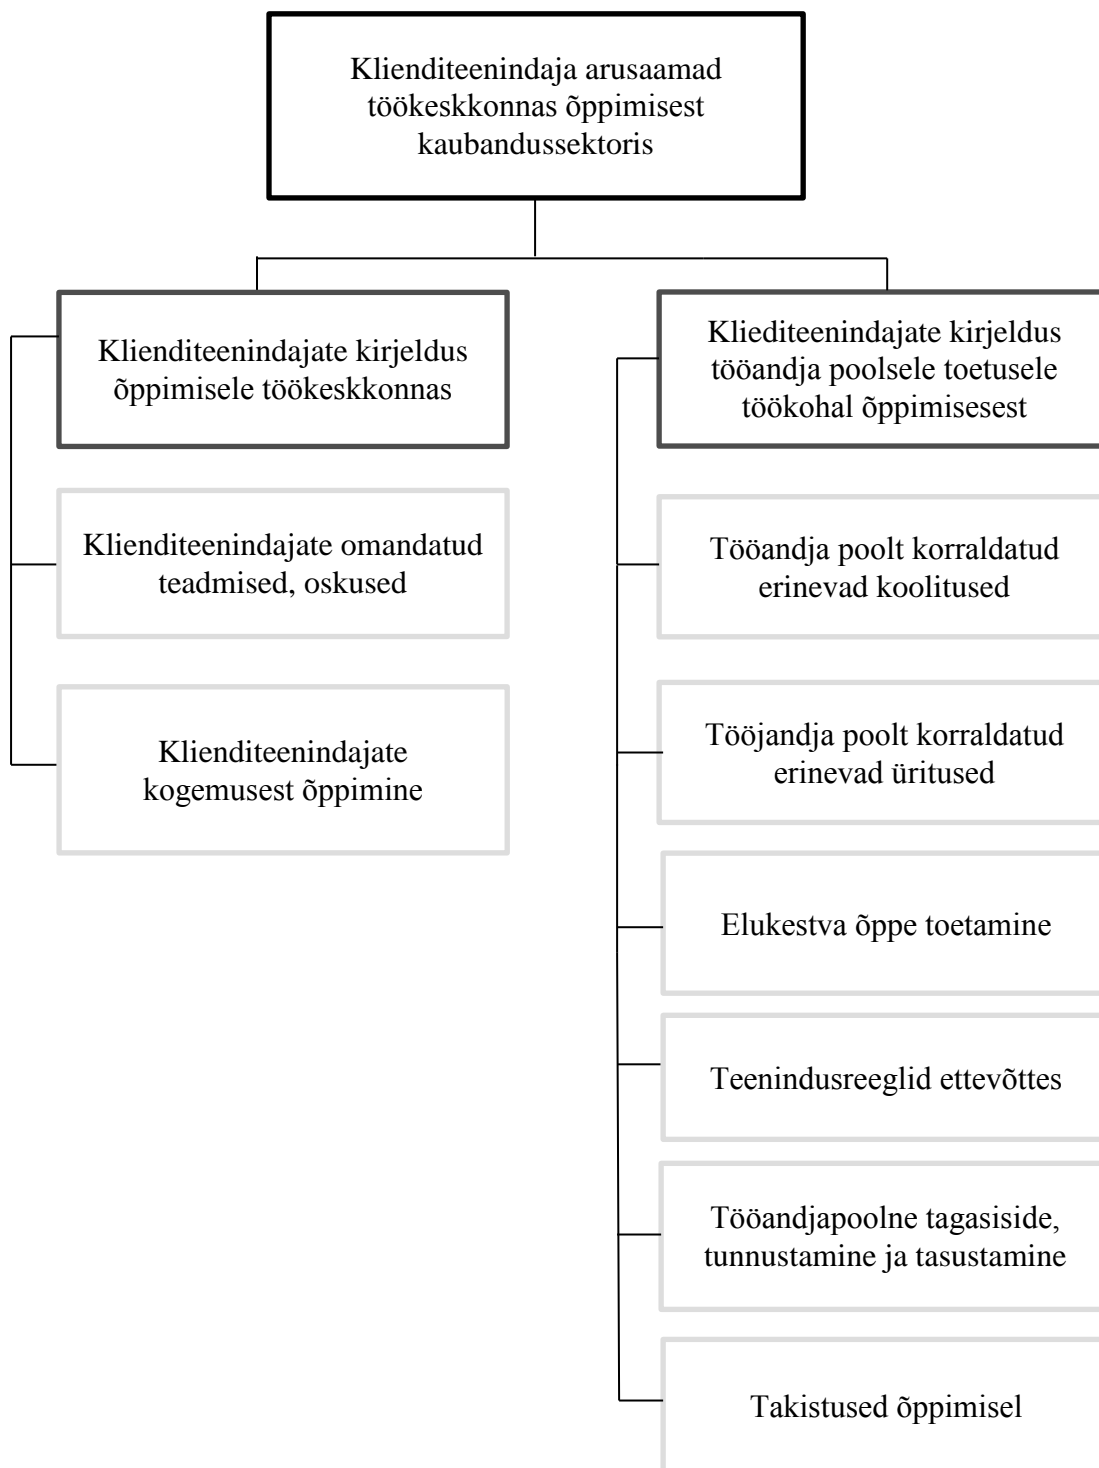 Klienditeenindaja arusaamad
töökeskkonnas õppimisest
kaubandussektoris
Klienditeenindajate kirjeldus
õppimisele töökeskkonnas
Klienditeenindajate omandatud
teadmised, oskused
Klienditeenindajate
kogemusest õppimine
Kliediteenindajate kirjeldus
tööandja poolsele toetusele
töökohal õppimisesest
Tööandja poolt korraldatud
erinevad koolitused
Tööjandja poolt korraldatud
erinevad üritused
Elukestva õppe toetamine
Teenindusreeglid ettevõttes
Tööandjapoolne tagasiside,
tunnustamine ja tasustamine
Takistused õppimisel